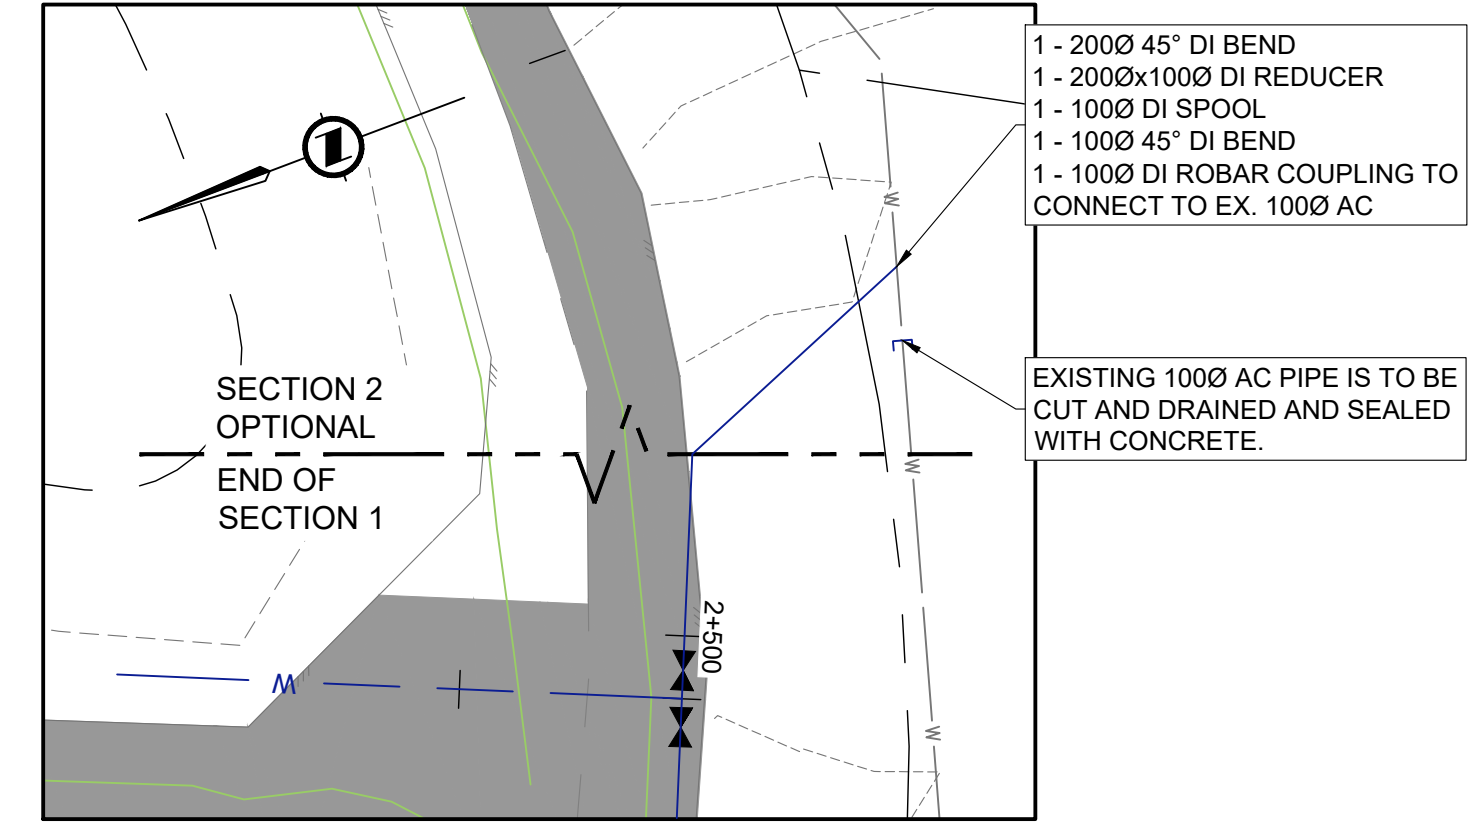 1 - 200Ø 45° DI BEND
1 - 200Øx100Ø DI REDUCER
1 - 100Ø DI SPOOL
1 - 100Ø 45° DI BEND
1 - 100Ø DI ROBAR COUPLING TO
CONNECT TO EX. 100Ø AC
W
EXISTING 100Ø AC PIPE IS TO BE
CUT AND DRAINED AND SEALED
WITH CONCRETE.
SECTION 2
OPTIONAL
END OF
SECTION 1
W
2+500
W
W